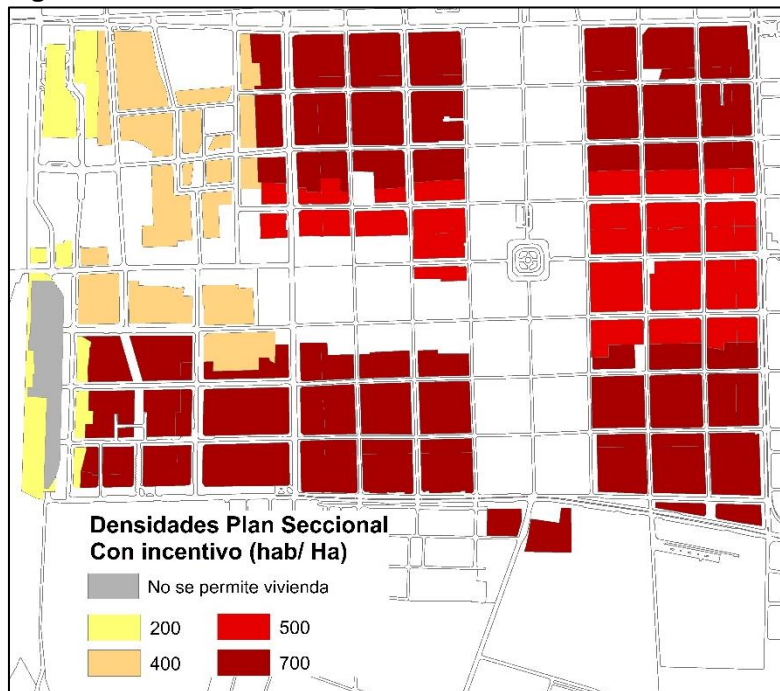 Densidades Plan Seccional
Con incentivo (hab/ Ha)
No se permite vivienda
200
500
400
700